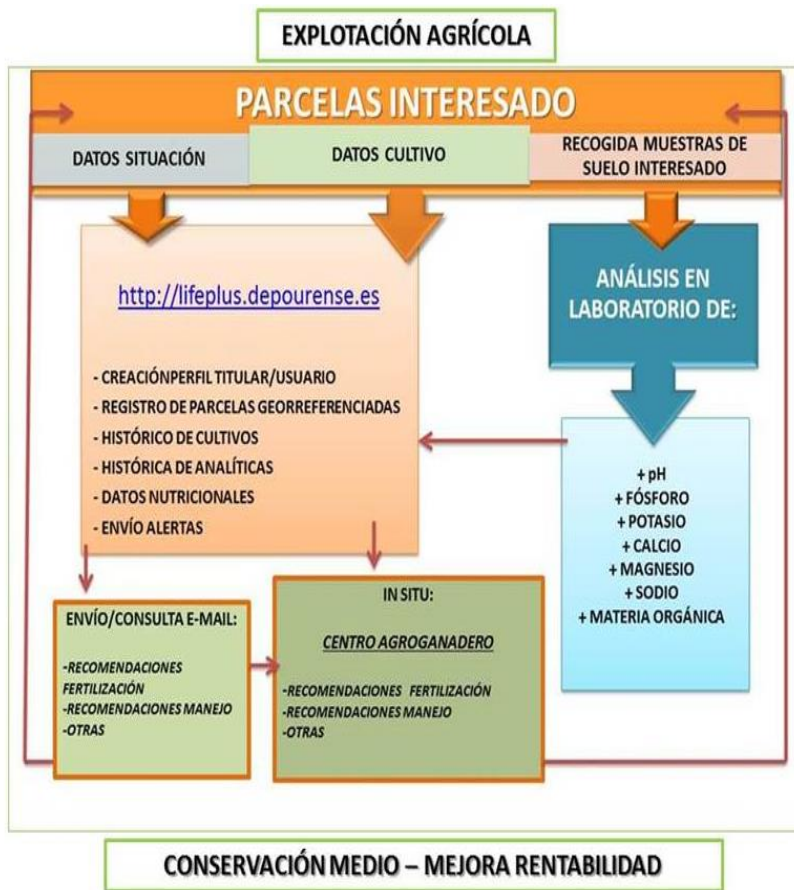 EXPLOTACIÓN AGRÍCOLA
PARCELAS INTERESADO
DATOS SITUACIÓN
DATOS CULTIVO
RECOGIDA MUESTRAS DE
SUELO INTERESADO
http://lifeplus.depourense.es
- CREACIÓNPERFIL TITULAR/USUARIO
- REGISTRO DE PARCELAS GEORREFERENCIADAS
- HISTÓRICO DE CULTIVOS
- HISTÓRICA DE ANALÍTICAS
- DATOS NUTRICIONALES
- ENVÍO ALERTAS
ANÁLISIS EN
LABORATORIO DE:
+ pH
+ FÓSFORO
+ POTASIO
+ CALCIO
+ MAGNESIO
+ SODIO
+ MATERIA ORGÁNICA
ENVÍO/CONSULTA E-MAIL:
-RECOMENDACIONES
FERTILIZACIÓN
-RECOMENDACIONES MANEJO
-OTRAS
IN SITU:
CENTRO AGROGANADERO
-RECOMENDACIONES FERTILIZACIÓN
-RECOMENDACIONES MANEJO
-OTRAS
CONSERVACIÓN MEDIO – MEJORA RENTABILIDAD